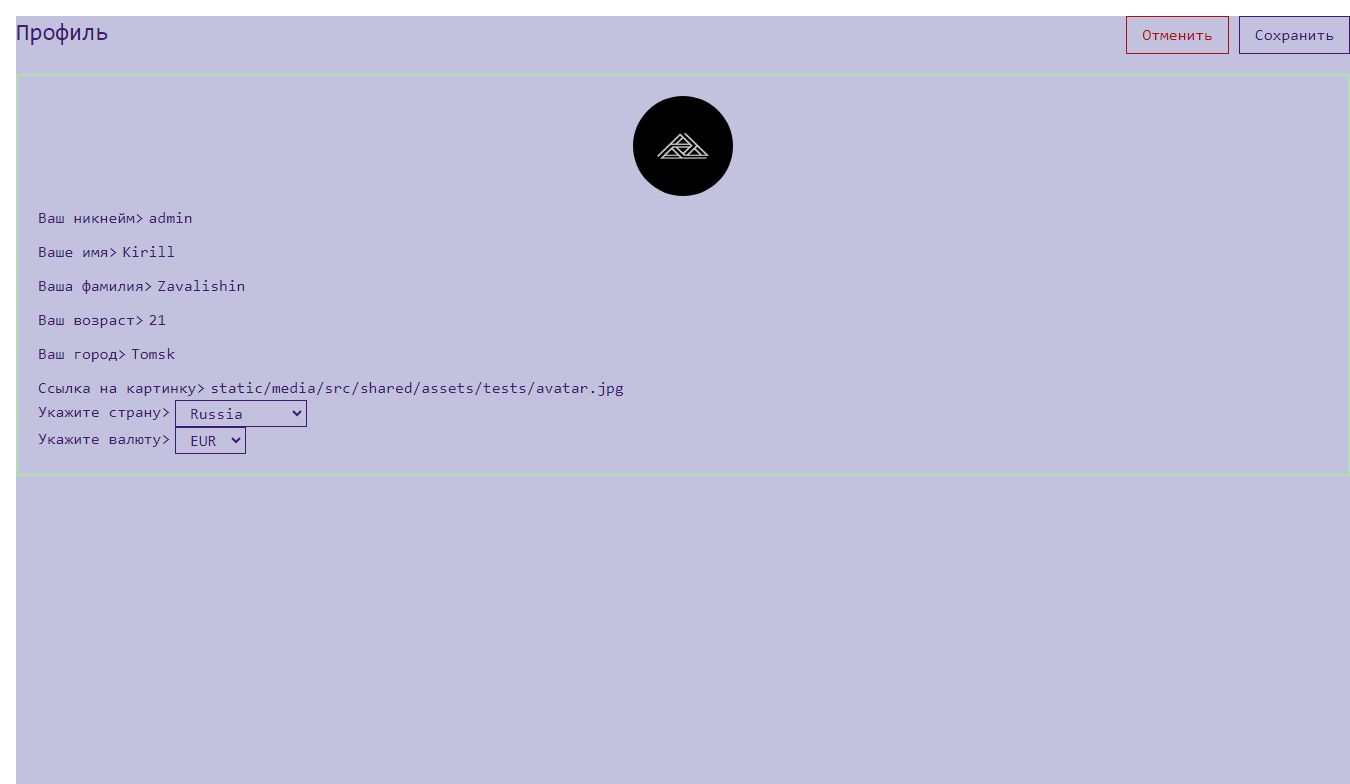 Профиль
Отменить
Сохранить
Ваш никнейм> admin
Ваше имя> Kirill
Ваша фамилия> Zavalishin
Ваш возраст> 21
Ваш город> Tomsk
Ссылка на картинку> static/media/src/shared/assets/tests/avatar.jpg
Укажите страну> Russia
Укажите валюту> EUR